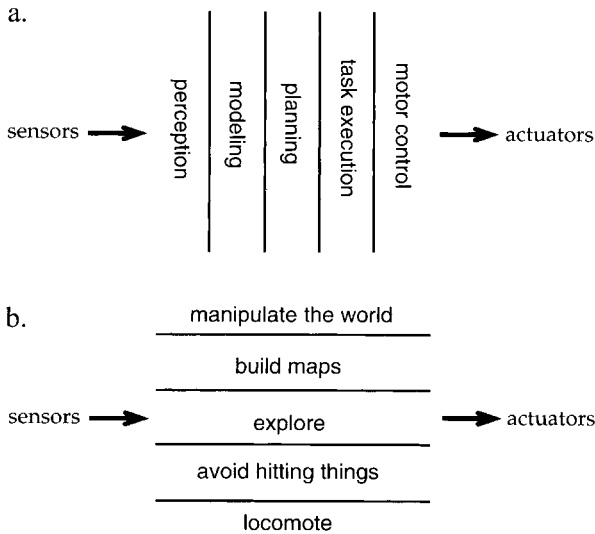 a.
sensors
perception
modeling
planning
task execution
motor control
actuators
b.
manipulate the world
build maps
sensors
explore
actuators
avoid hitting things
locomote